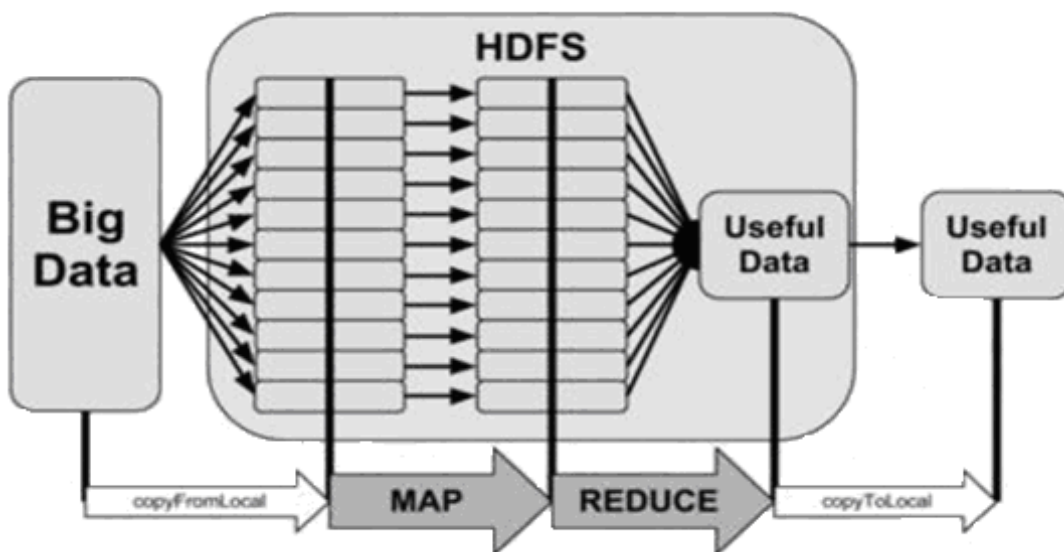 HDFS
Big
Data
Useful
Data
Useful
Data
copyFromLocal
MAP
REDUCE
copyToLocal